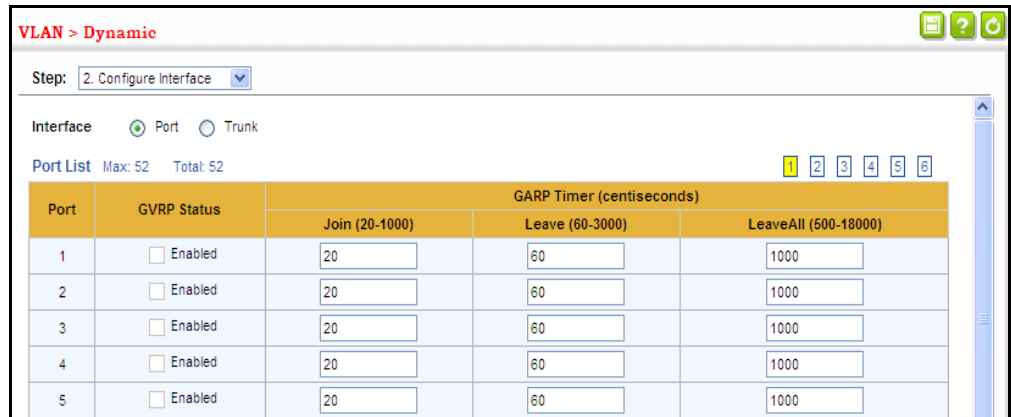 VLAN > Dynamic
?
Step: 2. Configure Interface
Interface Port Trunk
Port List Max: 52 Total: 52 1 2 3 4 5 6
Port GVRP Status GARP Timer (centiseconds)
Join (20-1000) Leave (60-3000) LeaveAll (500-18000)
1 Enabled 20 60 1000
2 Enabled 20 60 1000
3 Enabled 20 60 1000
4 Enabled 20 60 1000
5 Enabled 20 60 1000